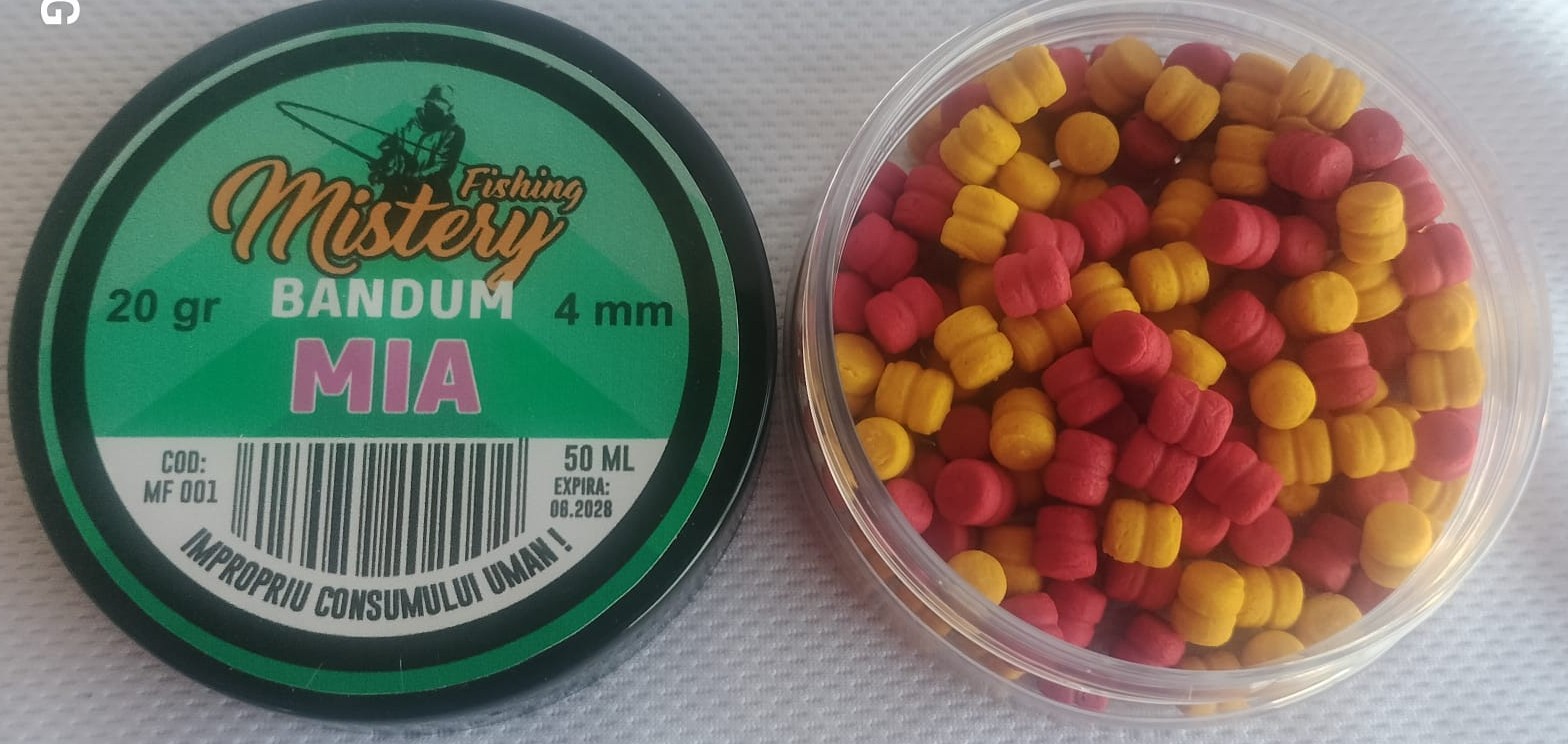 G
Mistery
Fishing
BANDUM
20 gr
4 mm
MIA
COD:
MF 001
50 ML
EXPIRA:
06.2028
IMPROPRIU CONSUMULUI UMAN !